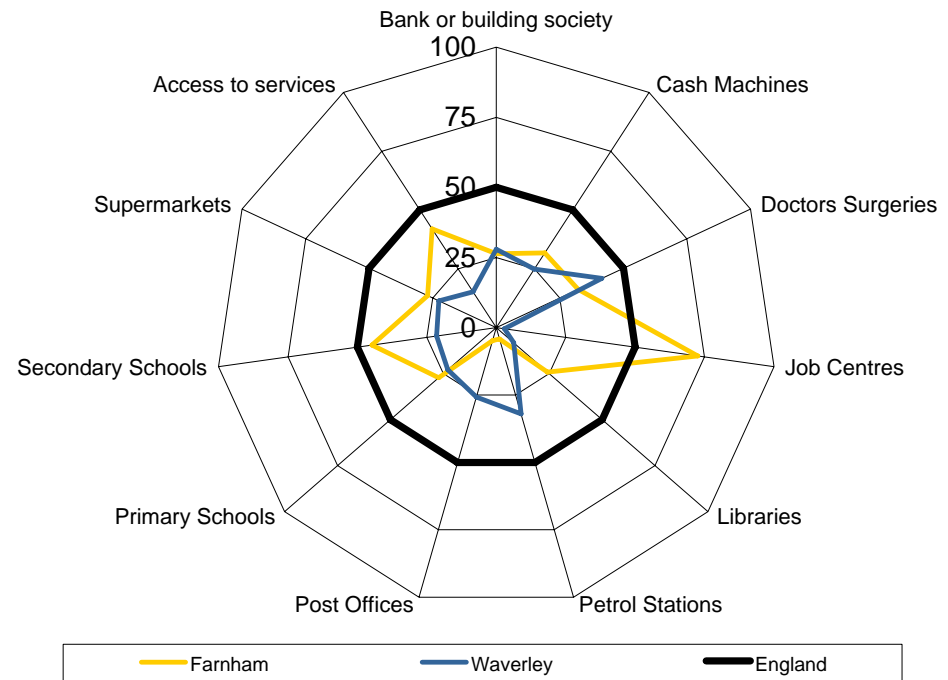 Bank or building society
100
Access to services
Cash Machines
75
Supermarkets
50
Doctors Surgeries
25
0
Secondary Schools
Job Centres
Primary Schools
Libraries
Post Offices
Petrol Stations
Farnham
Waverley
England